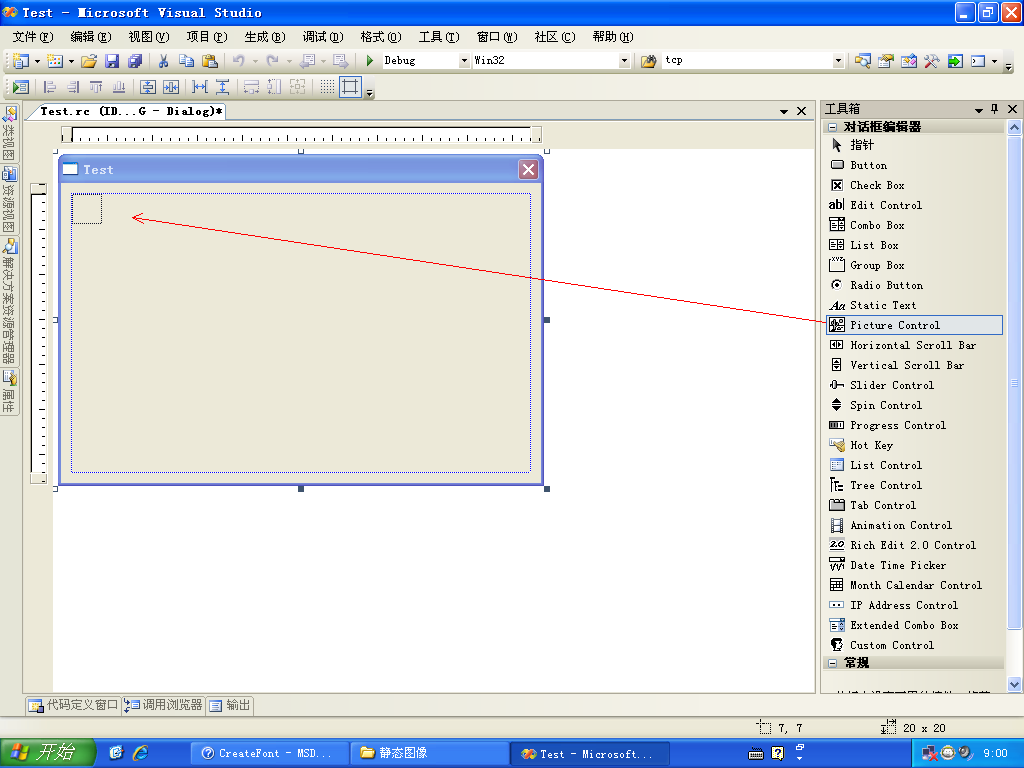 Test - Microsoft Visual Studio
文件(F) 编辑(E) 视图(V) 项目(P) 生成(B) 调试(D) 格式(O) 工具(T) 窗口(W) 社区(C) 帮助(H)
Debug Win32 tcp
Test.rc (ID...G - Dialog)*
类视图
资源视图
解决方案资源管理器
属性
Test
工具箱
对话框编辑器
指针
Button
Check Box
Edit Control
Combo Box
List Box
Group Box
Radio Button
Static Text
Picture Control
Horizontal Scroll Bar
Vertical Scroll Bar
Slider Control
Spin Control
Progress Control
Hot Key
List Control
Tree Control
Tab Control
Animation Control
Rich Edit 2.0 Control
Date Time Picker
Month Calendar Control
IP Address Control
Extended Combo Box
Custom Control
常规
代码定义窗口 调用浏览器 输出
7, 7 20 x 20
开始 CreateFont - MSD... 静态图像 Test - Microsoft... 9:00